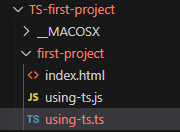 TS-first-project
__MACOSX
first-project
index.html
JS using-ts.js
TS using-ts.ts